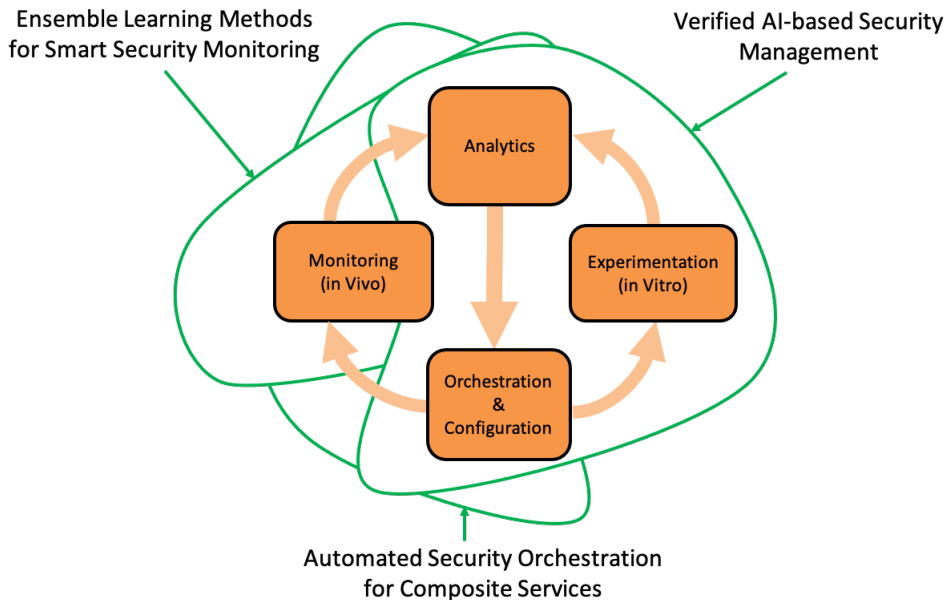 Ensemble Learning Methods
for Smart Security Monitoring
Verified AI-based Security
Management
Analytics
Monitoring
(in Vivo)
Experimentation
(in Vitro)
Orchestration
&
Configuration
Automated Security Orchestration
for Composite Services